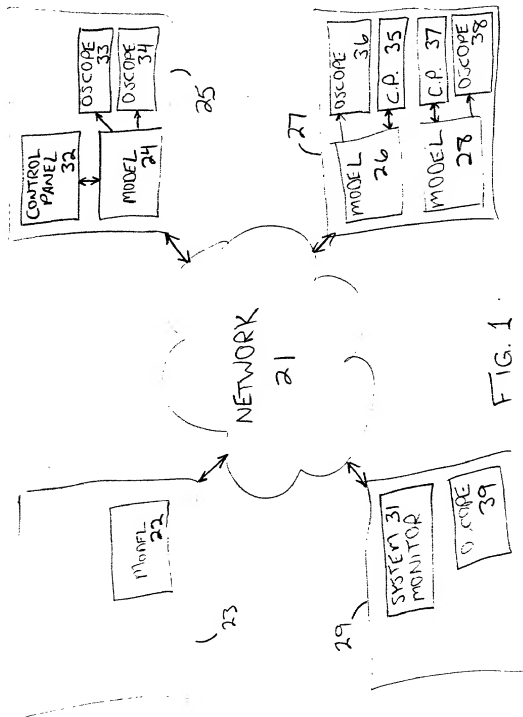 MODEL
22
23
CONTROL
PANEL
32
OSCOPE
33
OSCOPE
34
MODEL
24
25
NETWORK
21
SYSTEM 31
MONITOR
OSCOPE
39
29
27
OSCOPE
36
C.P. 35
C.P. 37
OSCOPE
38
MODEL
26
MODEL
28
FIG. 1